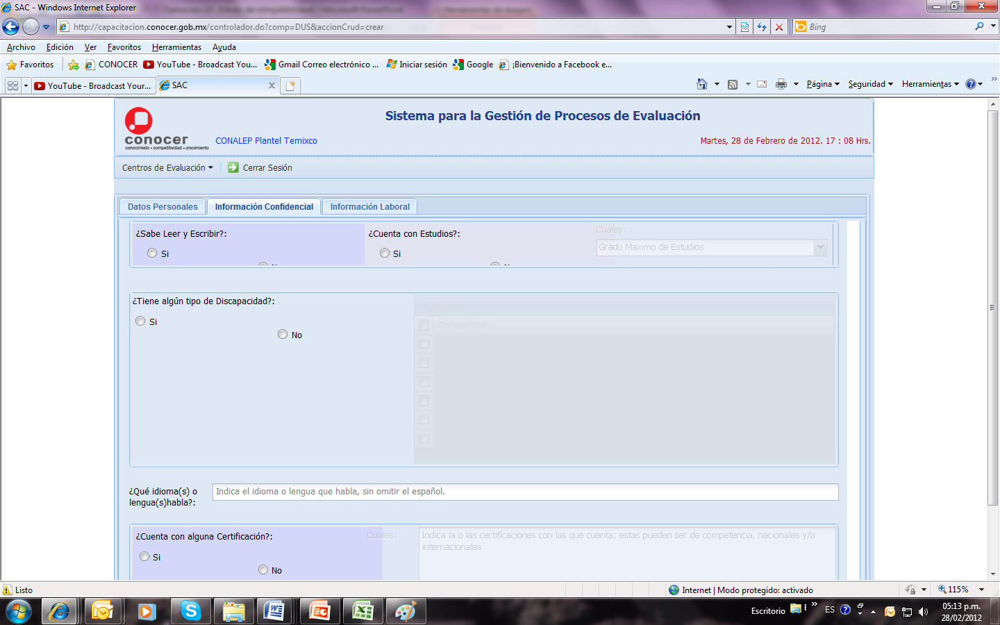 SAC - Windows Internet Explorer
http://capacitacion.conocer.gob.mx/controlador.do?comp=DUS&accionCrud=crear
Bing
Archivo Edición Ver Favoritos Herramientas Ayuda
Favoritos CONOCER YouTube - Broadcast You... Gmail Correo electrónico ... Iniciar sesión Google ¡Bienvenido a Facebook e...
YouTube - Broadcast Your... SAC Página Seguridad Herramientas
Sistema para la Gestión de Procesos de Evaluación
conocer
conocimiento • competitividad • crecimiento
CONALEP Plantel Temixco Martes, 28 de Febrero de 2012. 17 : 08 Hrs.
Centros de Evaluación Cerrar Sesión
Datos Personales Información Confidencial Información Laboral
¿Sabe Leer y Escribir?: ¿Cuenta con Estudios?: Cuales:
Si Si Grado Maximo de Estudios
¿Tiene algún tipo de Discapacidad?:
Si
Discapacidad
No
¿Qué idioma(s) o
lengua(s)habla?:
Indica el idioma o lengua que habla, sin omitir el español.
¿Cuenta con alguna Certificación?: Cuales: Indica la o las certificaciones con las que cuenta; estas pueden ser de competencia, nacionales y/o
internacionales
Si
No
Listo Internet | Modo protegido: activado 115%
Escritorio ES 05:13 p.m.
28/02/2012